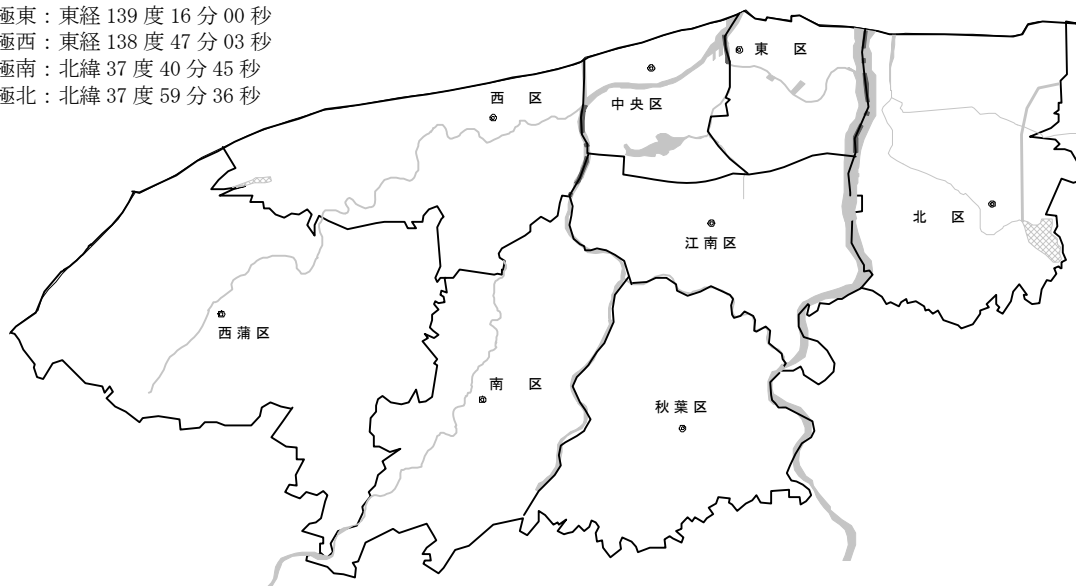 極東：東経 139 度 16 分 00 秒
極西：東経 138 度 47 分 03 秒
極南：北緯 37 度 40 分 45 秒
極北：北緯 37 度 59 分 36 秒
東 区
西 区
中央区
北 区
江南区
西蒲区
南 区
秋葉区